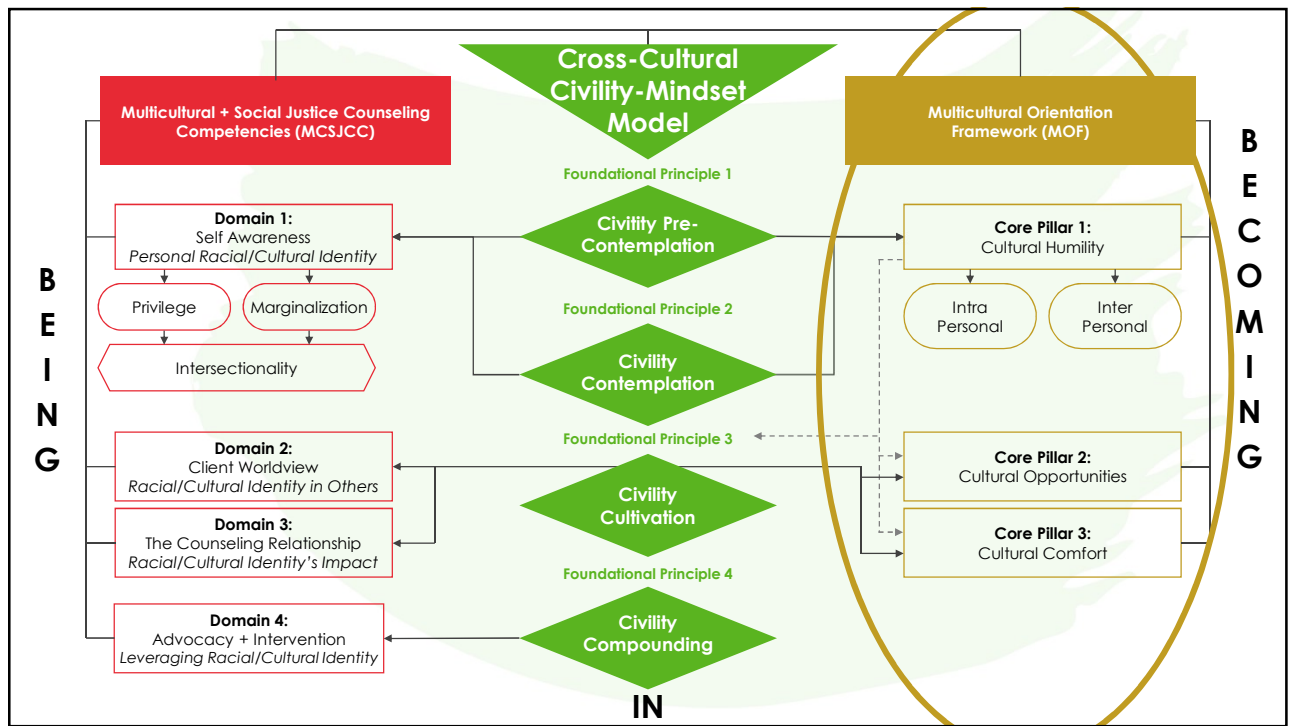 Cross-Cultural
Civility-Mindset
Model
Multicultural + Social Justice Counseling
Competencies (MCSJCC)
Multicultural Orientation
Framework (MOF)
Foundational Principle 1
Civitity Pre-
Contemplation
Domain 1:
Self Awareness
Personal Racial/Cultural Identity
Privilege
Marginalization
Intersectionality
Core Pillar 1:
Cultural Humility
Intra
Personal
Inter
Personal
Foundational Principle 2
Civility
Contemplation
Foundational Principle 3
Civility
Cultivation
Domain 2:
Client Worldview
Racial/Cultural Identity in Others
Domain 3:
The Counseling Relationship
Racial/Cultural Identity's Impact
Core Pillar 2:
Cultural Opportunities
Core Pillar 3:
Cultural Comfort
Foundational Principle 4
Civility
Compounding
Domain 4:
Advocacy + Intervention
Leveraging Racial/Cultural Identity
B
E
I
N
G
IN
B
E
C
O
M
I
N
G